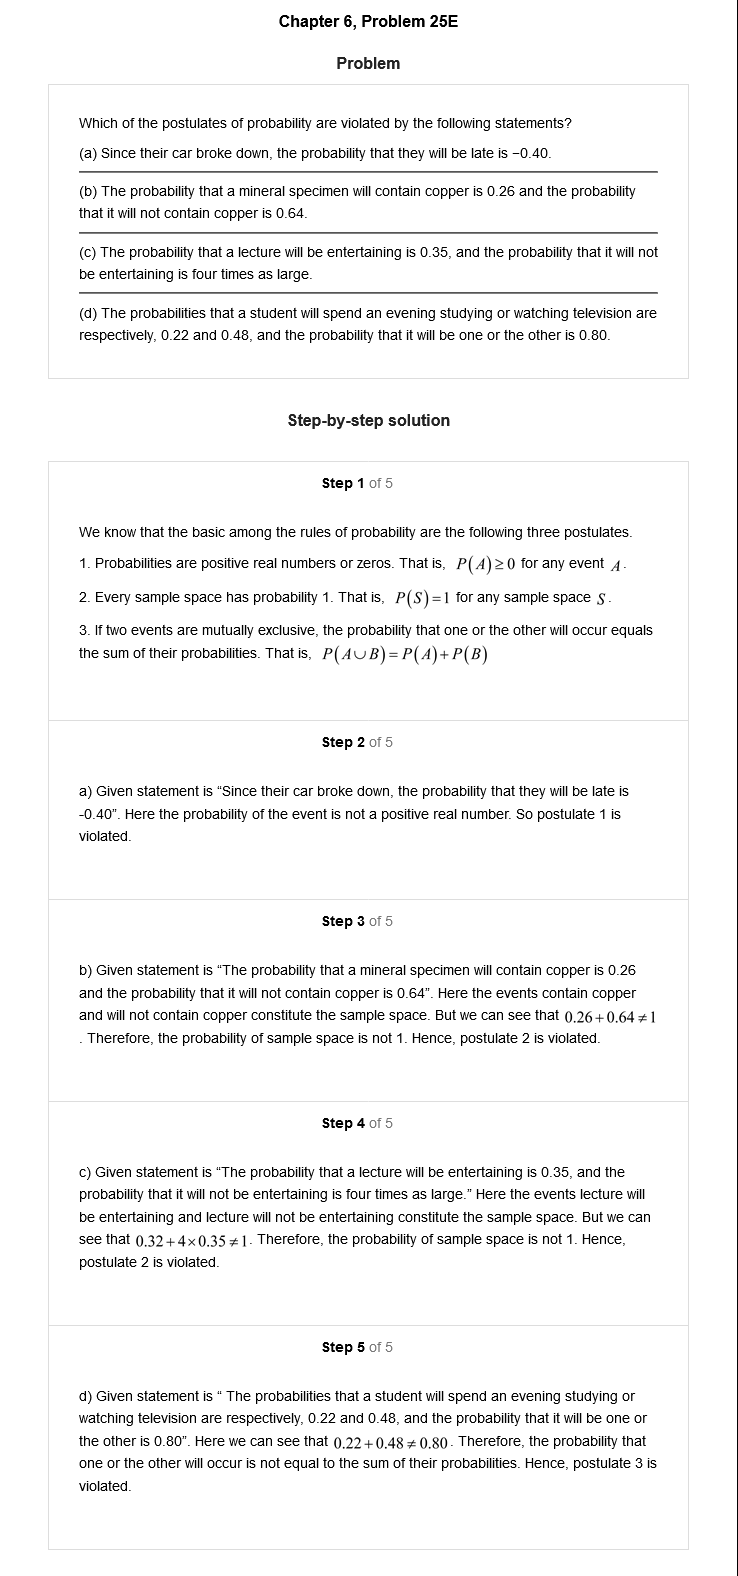 Chapter 6, Problem 25E
Problem
Which of the postulates of probability are violated by the following statements?
(a) Since their car broke down, the probability that they will be late is −0.40.
(b) The probability that a mineral specimen will contain copper is 0.26 and the probability
that it will not contain copper is 0.64.
(c) The probability that a lecture will be entertaining is 0.35, and the probability that it will not
be entertaining is four times as large.
(d) The probabilities that a student will spend an evening studying or watching television are
respectively, 0.22 and 0.48, and the probability that it will be one or the other is 0.80.
Step-by-step solution
Step 1 of 5
We know that the basic among the rules of probability are the following three postulates.
1. Probabilities are positive real numbers or zeros. That is, P(A)≥0 for any event A.
2. Every sample space has probability 1. That is, P(S)=1 for any sample space S.
3. If two events are mutually exclusive, the probability that one or the other will occur equals
the sum of their probabilities. That is, P(A∪B)=P(A)+P(B)
Step 2 of 5
a) Given statement is “Since their car broke down, the probability that they will be late is
-0.40”. Here the probability of the event is not a positive real number. So postulate 1 is
violated.
Step 3 of 5
b) Given statement is “The probability that a mineral specimen will contain copper is 0.26
and the probability that it will not contain copper is 0.64”. Here the events contain copper
and will not contain copper constitute the sample space. But we can see that 0.26+0.64≠1
. Therefore, the probability of sample space is not 1. Hence, postulate 2 is violated.
Step 4 of 5
c) Given statement is “The probability that a lecture will be entertaining is 0.35, and the
probability that it will not be entertaining is four times as large.” Here the events lecture will
be entertaining and lecture will not be entertaining constitute the sample space. But we can
see that 0.32+4×0.35≠1. Therefore, the probability of sample space is not 1. Hence,
postulate 2 is violated.
Step 5 of 5
d) Given statement is “ The probabilities that a student will spend an evening studying or
watching television are respectively, 0.22 and 0.48, and the probability that it will be one or
the other is 0.80”. Here we can see that 0.22+0.48≠0.80. Therefore, the probability that
one or the other will occur is not equal to the sum of their probabilities. Hence, postulate 3 is
violated.